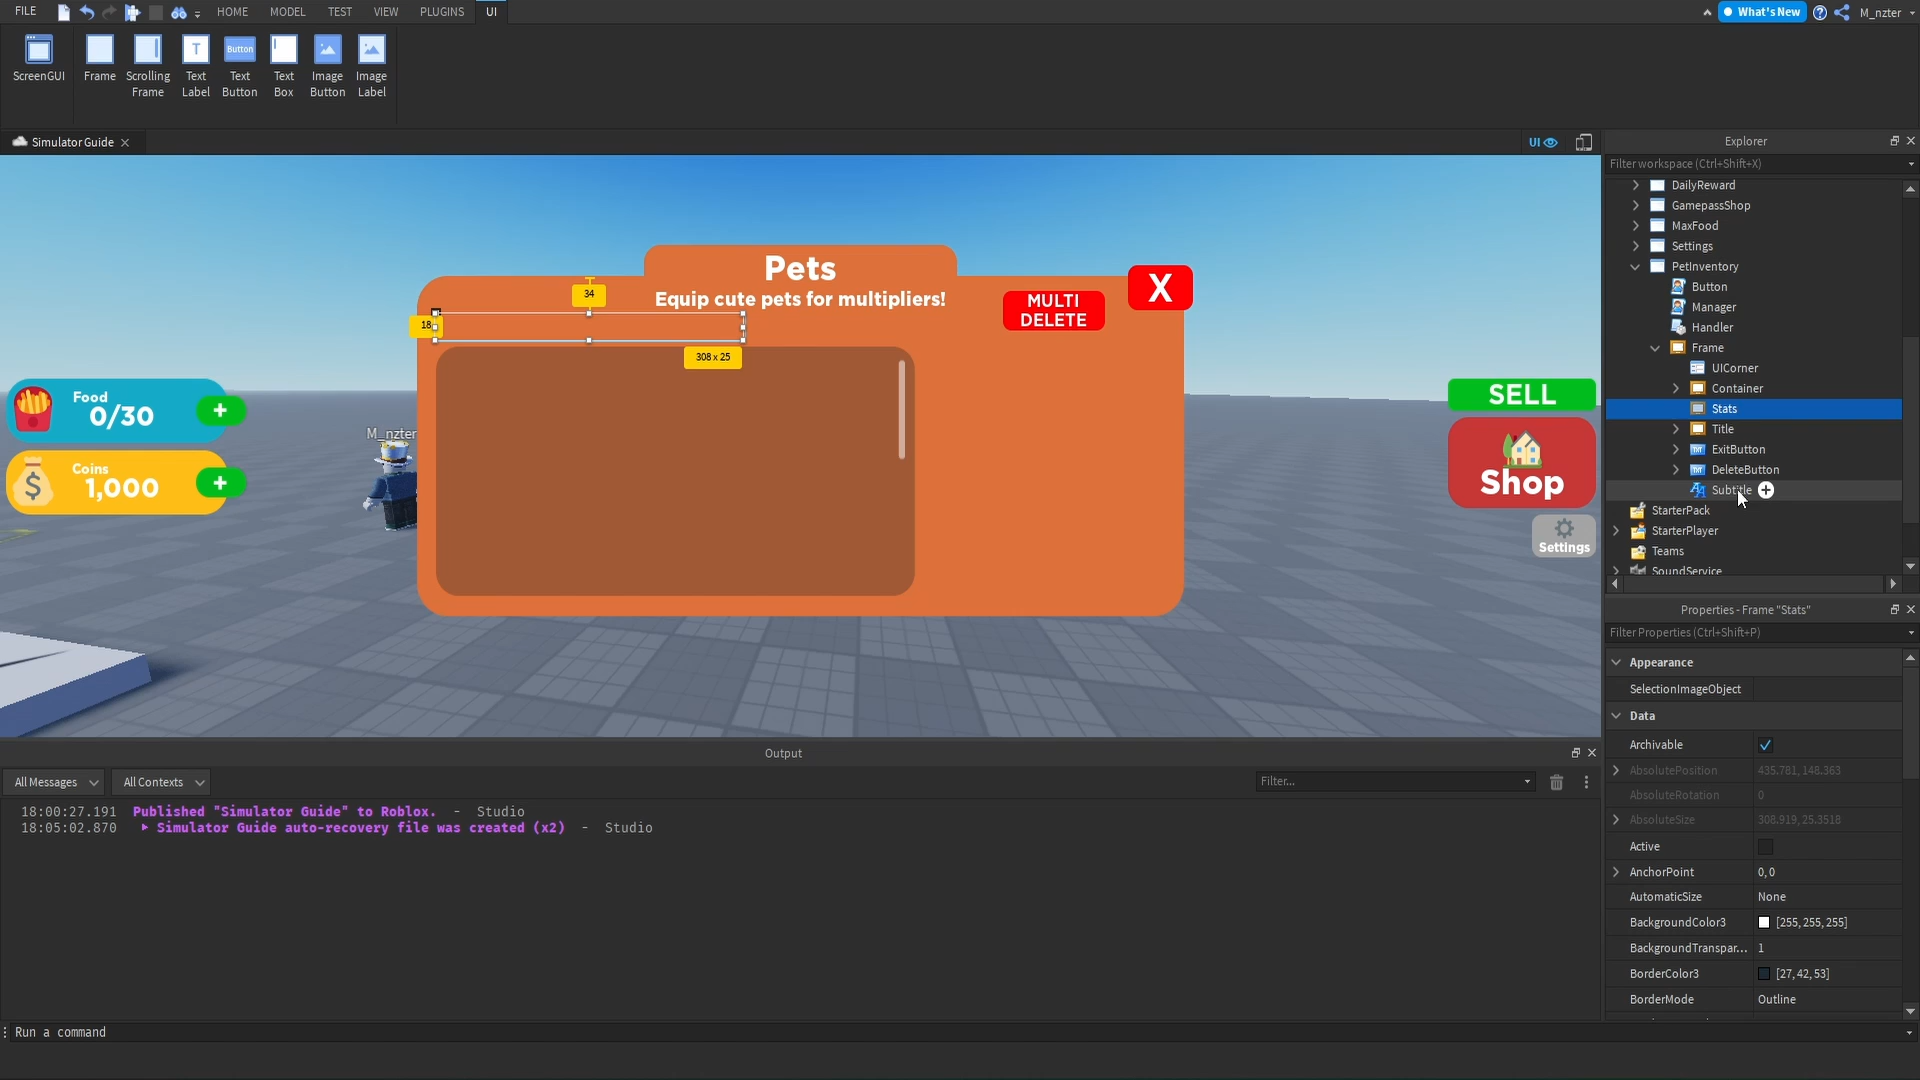 FILE
HOME
MODEL
TEST
VIEW
PLUGINS
UI
What's New
M_nzter
ScreenGUI
Frame
Scrolling
Frame
T
Text
Label
Button
Text
Button
Text
Box
Image
Button
Image
Label
Simulator Guide
UI
Explorer
Filter workspace (Ctrl+Shift+X)
DailyReward
GamepassShop
MaxFood
Settings
PetInventory
Button
Manager
Handler
Frame
UICorner
Container
Stats
Title
ExitButton
DeleteButton
Subtitle
StarterPack
StarterPlayer
Teams
SoundService
Pets
Equip cute pets for multipliers!
MULTI
DELETE
X
34
18
308 x 25
Food
0/30
+
Coins
1,000
+
M_nzter
SELL
Shop
Settings
Properties - Frame "Stats"
Filter Properties (Ctrl+Shift+P)
Appearance
SelectionImageObject
Data
Archivable
AbsolutePosition 435.781, 148.363
AbsoluteRotation 0
AbsoluteSize 308.919, 25.3518
Active
AnchorPoint 0, 0
AutomaticSize None
BackgroundColor3 [255, 255, 255]
BackgroundTranspar... 1
BorderColor3 [27, 42, 53]
BorderMode Outline
Output
All Messages
All Contexts
Filter...
18:00:27.191 Published "Simulator Guide" to Roblox. - Studio
18:05:02.870 ▶ Simulator Guide auto-recovery file was created (x2) - Studio
Run a command